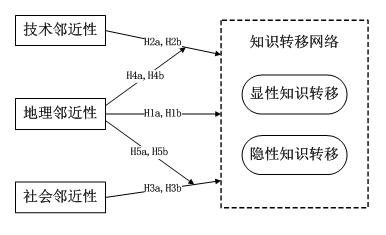 技术邻近性
H2a, H2b
知识转移网络
H4a, H4b
显性知识转移
地理邻近性
H1a, H1b
H5a, H5b
隐性知识转移
社会邻近性
H3a, H3b